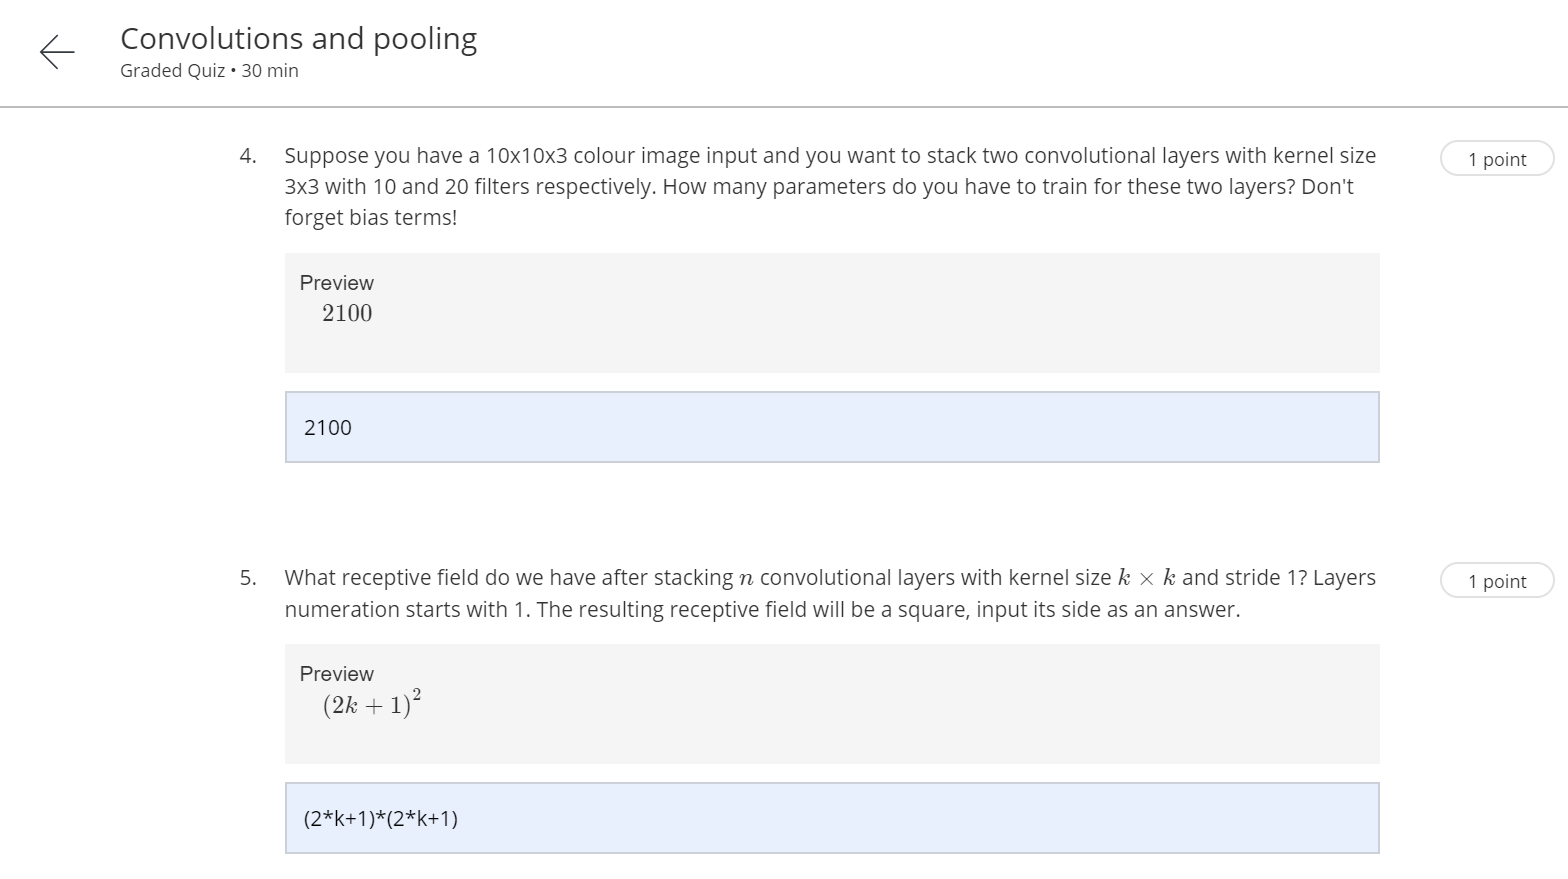 Convolutions and pooling
Graded Quiz • 30 min
4. Suppose you have a 10x10x3 colour image input and you want to stack two convolutional layers with kernel size
3x3 with 10 and 20 filters respectively. How many parameters do you have to train for these two layers? Don't
forget bias terms!
1 point
Preview
2100
2100
5. What receptive field do we have after stacking n convolutional layers with kernel size k × k and stride 1? Layers
numeration starts with 1. The resulting receptive field will be a square, input its side as an answer.
1 point
Preview
(2k + 1)²
(2*k+1)*(2*k+1)